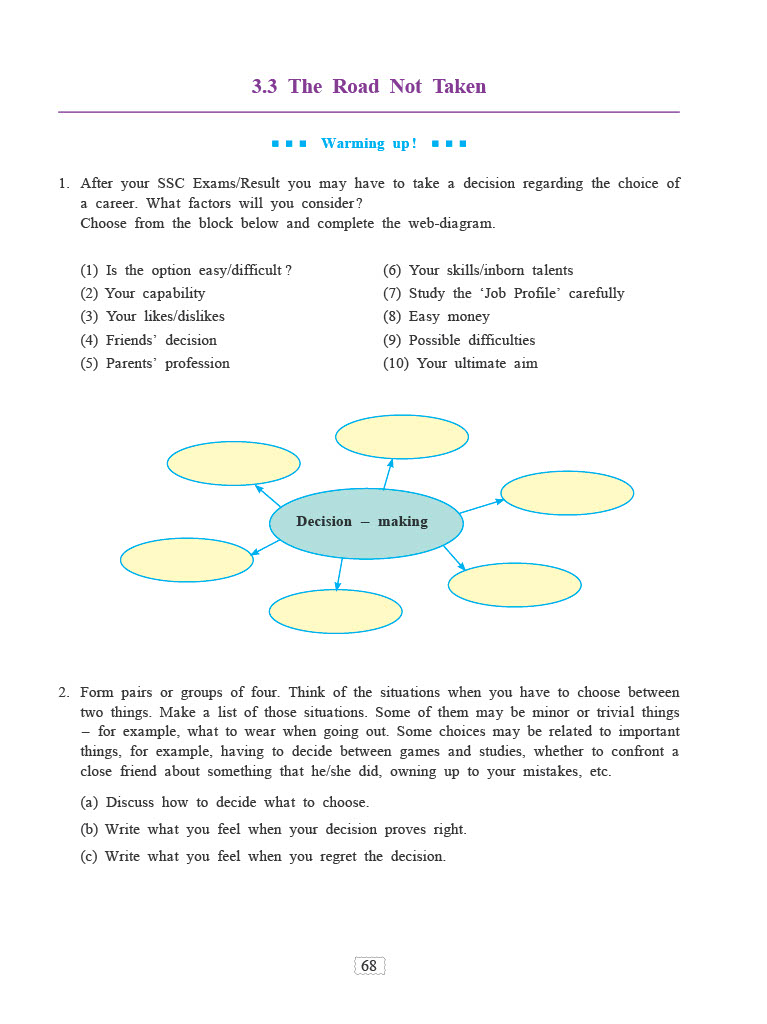 3.3 The Road Not Taken
Warming up!
1. After your SSC Exams/Result you may have to take a decision regarding the choice of
a career. What factors will you consider?
Choose from the block below and complete the web-diagram.
(1) Is the option easy/difficult?
(2) Your capability
(3) Your likes/dislikes
(4) Friends’ decision
(5) Parents’ profession
(6) Your skills/inborn talents
(7) Study the ‘Job Profile’ carefully
(8) Easy money
(9) Possible difficulties
(10) Your ultimate aim
Decision – making
2. Form pairs or groups of four. Think of the situations when you have to choose between
two things. Make a list of those situations. Some of them may be minor or trivial things
– for example, what to wear when going out. Some choices may be related to important
things, for example, having to decide between games and studies, whether to confront a
close friend about something that he/she did, owning up to your mistakes, etc.
(a) Discuss how to decide what to choose.
(b) Write what you feel when your decision proves right.
(c) Write what you feel when you regret the decision.
68